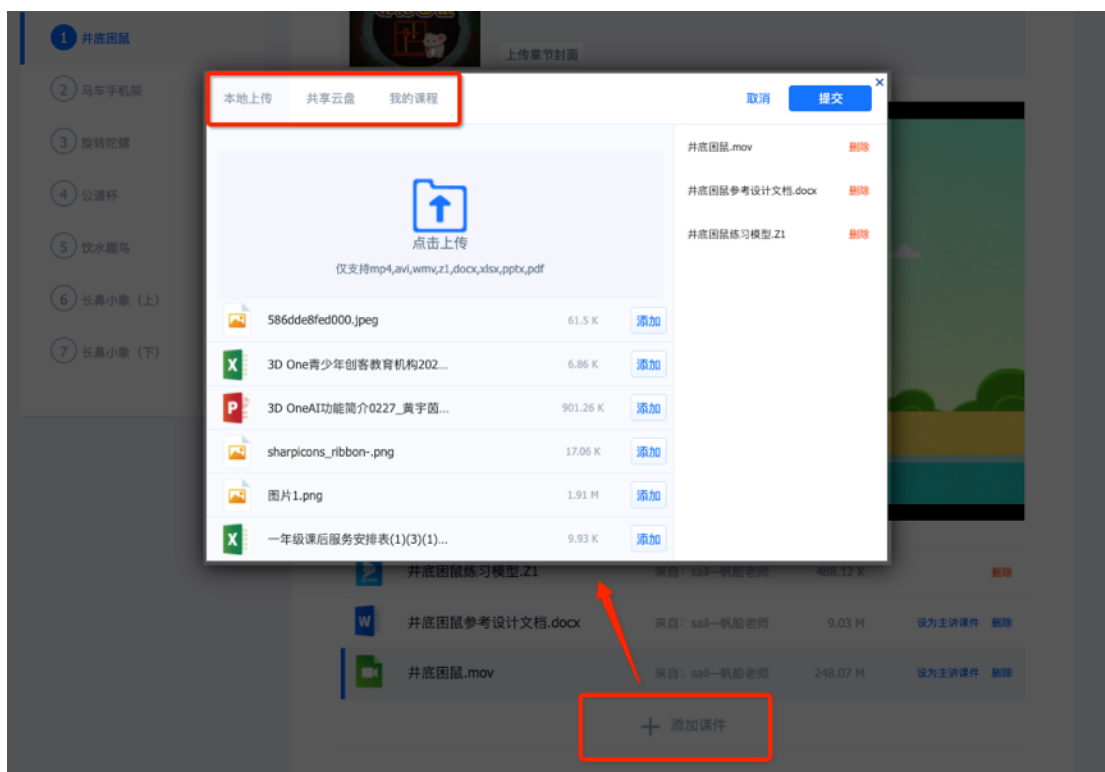 1 井底困鼠
2 马车手机架
3 旋转陀螺
4 公道杯
5 饮水趣鸟
6 长鼻小象（上）
7 长鼻小象（下）
上传章节封面
本地上传 共享云盘 我的课程
取消 提交
点击上传
仅支持mp4,avi,wmv,z1,docx,xlsx,pptx,pdf
586dde8fed000.jpeg 61.5 K 添加
3D One青少年创客教育机构202... 6.86 K 添加
3D OneAI功能简介0227_黄宇茵... 901.26 K 添加
sharpicons_ribbon-.png 17.06 K 添加
图片1.png 1.91 M 添加
一年级课后服务安排表(1)(3)(1)... 9.93 K 添加
井底困鼠.mov 删除
井底困鼠参考设计文档.docx 删除
井底困鼠练习模型.Z1 删除
井底困鼠练习模型.Z1 来自：sail—帆船老师 488.12 K 删除
井底困鼠参考设计文档.docx 来自：sail—帆船老师 9.03 M 设为主讲课件 删除
井底困鼠.mov 来自：sail—帆船老师 248.07 M 设为主讲课件 删除
添加课件